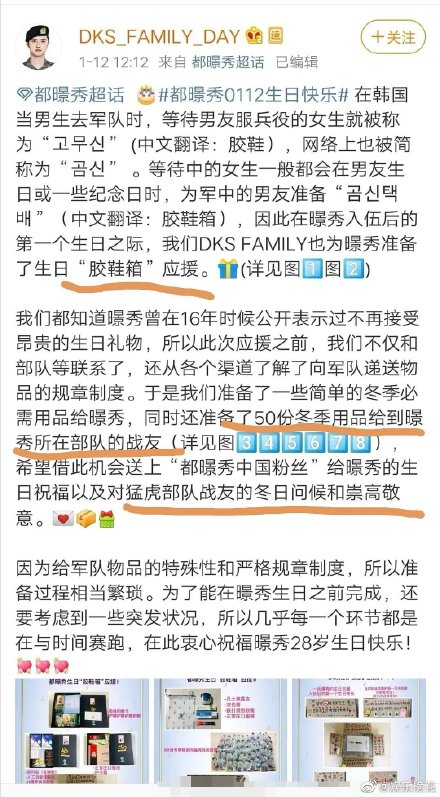 DKS_FAMILY_DAY
+关注
1-12 12:12 来自 都暻秀超话 已编辑
都暻秀超话 #都暻秀0112生日快乐# 在韩国
当男生去军队时，等待男友服兵役的女生就被称
为“고무신” (中文翻译：胶鞋)，网络上也被简
称为“곰신” 。等待中的女生一般都会在男友生
日或一些纪念日时，为军中的男友准备“곰신택
배”（中文翻译：胶鞋箱），因此在暻秀入伍后的
第一个生日之际，我们DKS FAMILY也为暻秀准备
了生日“胶鞋箱”应援。(详见图1图2)
我们都知道暻秀曾在16年时候公开表示过不再接受
昂贵的生日礼物，所以此次应援之前，我们不仅和
部队等联系了，还从各个渠道了解了向军队递送物
品的规章制度。于是我们准备了一些简单的冬季必
需用品给暻秀，同时还准备了50份冬季用品给到暻
秀所在部队的战友（详见图345678），
希望借此机会送上“都暻秀中国粉丝”给暻秀的生
日祝福以及对猛虎部队战友的冬日问候和崇高敬
意。
因为给军队物品的特殊性和严格规章制度，所以准
备过程相当繁琐。为了能在暻秀生日之前完成，还
要考虑到一些突发状况，所以几乎每一个环节都是
在与时间赛跑，在此衷心祝福暻秀28岁生日快乐！
都暻秀生日“胶鞋箱”应援！